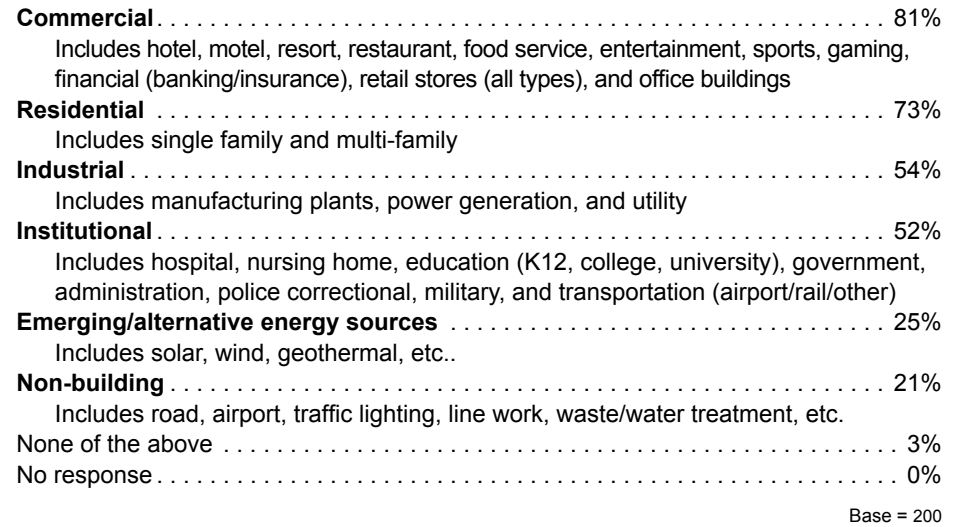 Commercial . . . . . . . . . . . . . . . . . . . . . . . . . . . . . . . . . . . . . . . . . . . . . . . . . . . . . . . 81%
Includes hotel, motel, resort, restaurant, food service, entertainment, sports, gaming,
financial (banking/insurance), retail stores (all types), and office buildings
Residential . . . . . . . . . . . . . . . . . . . . . . . . . . . . . . . . . . . . . . . . . . . . . . . . . . . . . . . 73%
Includes single family and multi-family
Industrial . . . . . . . . . . . . . . . . . . . . . . . . . . . . . . . . . . . . . . . . . . . . . . . . . . . . . . . . . 54%
Includes manufacturing plants, power generation, and utility
Institutional . . . . . . . . . . . . . . . . . . . . . . . . . . . . . . . . . . . . . . . . . . . . . . . . . . . . . . . 52%
Includes hospital, nursing home, education (K12, college, university), government,
administration, police correctional, military, and transportation (airport/rail/other)
Emerging/alternative energy sources . . . . . . . . . . . . . . . . . . . . . . . . . . . . . . . . . 25%
Includes solar, wind, geothermal, etc..
Non-building . . . . . . . . . . . . . . . . . . . . . . . . . . . . . . . . . . . . . . . . . . . . . . . . . . . . . . 21%
Includes road, airport, traffic lighting, line work, waste/water treatment, etc.
None of the above . . . . . . . . . . . . . . . . . . . . . . . . . . . . . . . . . . . . . . . . . . . . . . . . . . . 3%
No response . . . . . . . . . . . . . . . . . . . . . . . . . . . . . . . . . . . . . . . . . . . . . . . . . . . . . . . . 0%
Base = 200